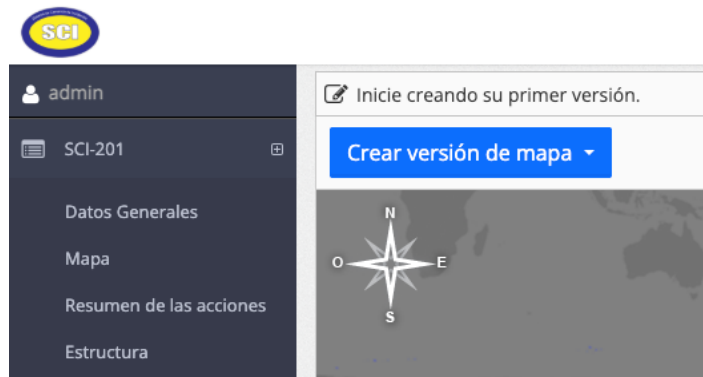 SCI
admin
Inicie creando su primer versión.
SCI-201
Crear versión de mapa
Datos Generales
N
Mapa
O
E
Resumen de las acciones
S
Estructura